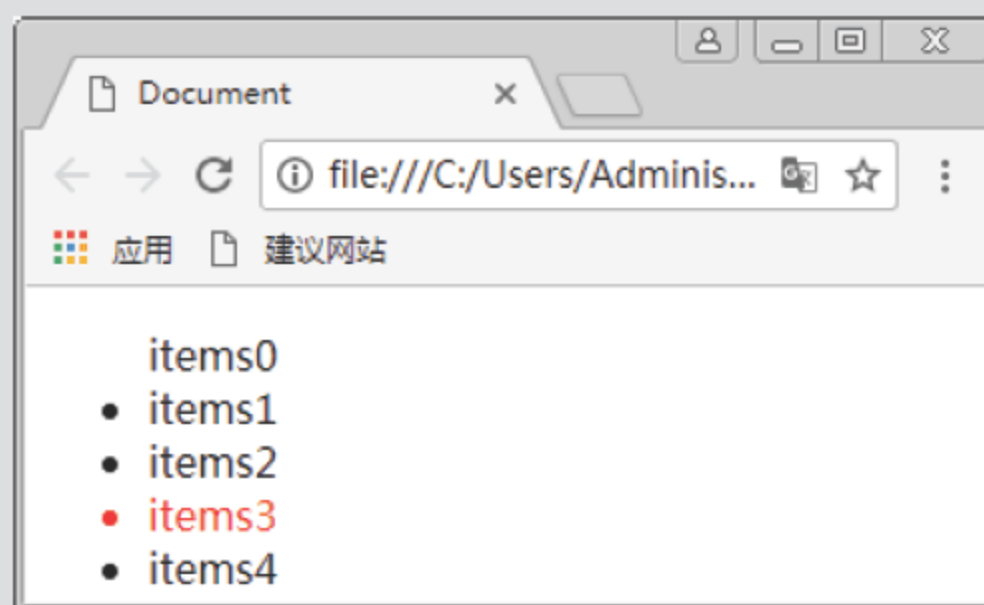 Document
file:///C:/Users/Adminis...
应用 建议网站
items0
items1
items2
items3
items4